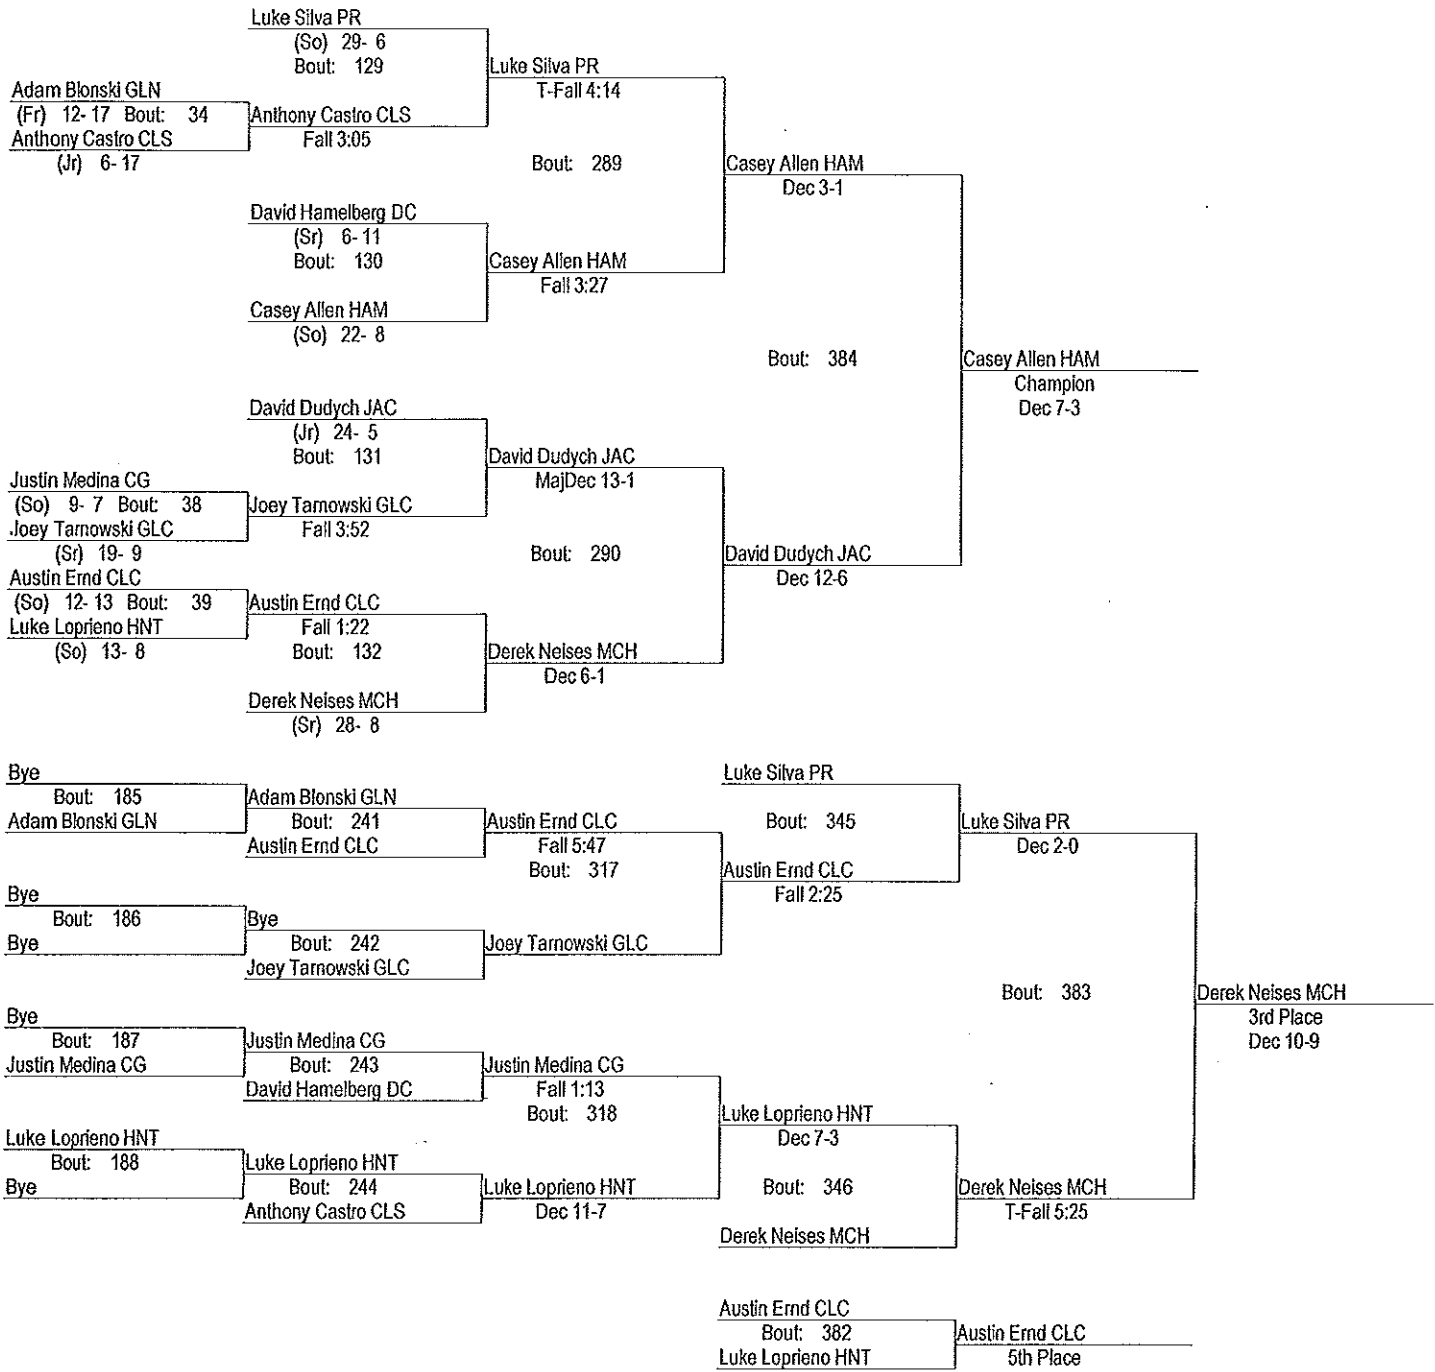 Luke Silva PR
(So) 29- 6
Bout: 129
Luke Silva PR
T-Fall 4:14
Adam Blonski GLN
(Fr) 12- 17 Bout: 34
Anthony Castro CLS
(Jr) 6- 17
Anthony Castro CLS
Fall 3:05
Bout: 289
Casey Allen HAM
Dec 3-1
David Hamelberg DC
(Sr) 6- 11
Bout: 130
Casey Allen HAM
Fall 3:27
Casey Allen HAM
(So) 22- 8
Bout: 384
Casey Allen HAM
Champion
Dec 7-3
David Dudych JAC
(Jr) 24- 5
Bout: 131
David Dudych JAC
MajDec 13-1
Justin Medina CG
(So) 9- 7 Bout: 38
Joey Tarnowski GLC
(Sr) 19- 9
Joey Tarnowski GLC
Fall 3:52
Bout: 290
David Dudych JAC
Dec 12-6
Austin Ernd CLC
(So) 12- 13 Bout: 39
Luke Loprieno HNT
(So) 13- 8
Austin Ernd CLC
Fall 1:22
Bout: 132
Derek Neises MCH
Dec 6-1
Derek Neises MCH
(Sr) 28- 8
Bye
Bout: 185
Adam Blonski GLN
Adam Blonski GLN
Bout: 241
Austin Ernd CLC
Austin Ernd CLC
Fall 5:47
Bout: 317
Luke Silva PR
Bout: 345
Austin Ernd CLC
Fall 2:25
Luke Silva PR
Dec 2-0
Bye
Bout: 186
Bye
Bye
Bout: 242
Joey Tarnowski GLC
Joey Tarnowski GLC
Bout: 383
Derek Neises MCH
3rd Place
Dec 10-9
Bye
Bout: 187
Justin Medina CG
Justin Medina CG
Bout: 243
David Hamelberg DC
Justin Medina CG
Fall 1:13
Bout: 318
Luke Loprieno HNT
Dec 7-3
Luke Loprieno HNT
Bout: 188
Bye
Luke Loprieno HNT
Bout: 244
Anthony Castro CLS
Luke Loprieno HNT
Dec 11-7
Bout: 346
Derek Neises MCH
Derek Neises MCH
T-Fall 5:25
Austin Ernd CLC
Bout: 382
Luke Loprieno HNT
Austin Ernd CLC
5th Place